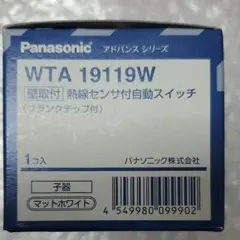 Panasonic アドバンス シリーズ
WTA 19119W
壁取付 熱線センサ付自動スイッチ
(ブランクチップ付)
1コ入 パナソニック株式会社
子器
マットホワイト
4 549980 099902